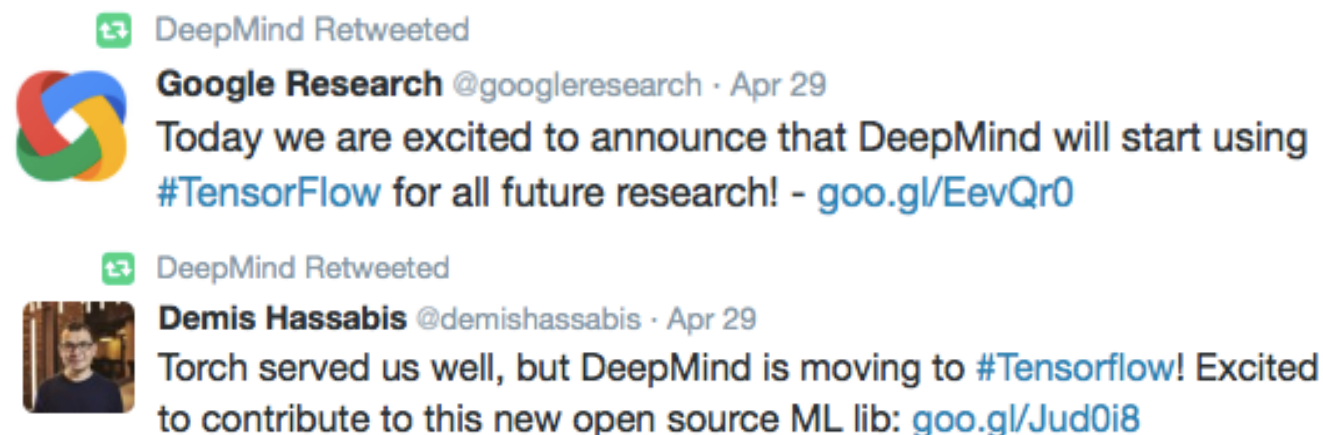 DeepMind Retweeted
Google Research @googleresearch · Apr 29
Today we are excited to announce that DeepMind will start using
#TensorFlow for all future research! - goo.gl/EevQr0
DeepMind Retweeted
Demis Hassabis @demishassabis · Apr 29
Torch served us well, but DeepMind is moving to #Tensorflow! Excited
to contribute to this new open source ML lib: goo.gl/Jud0i8